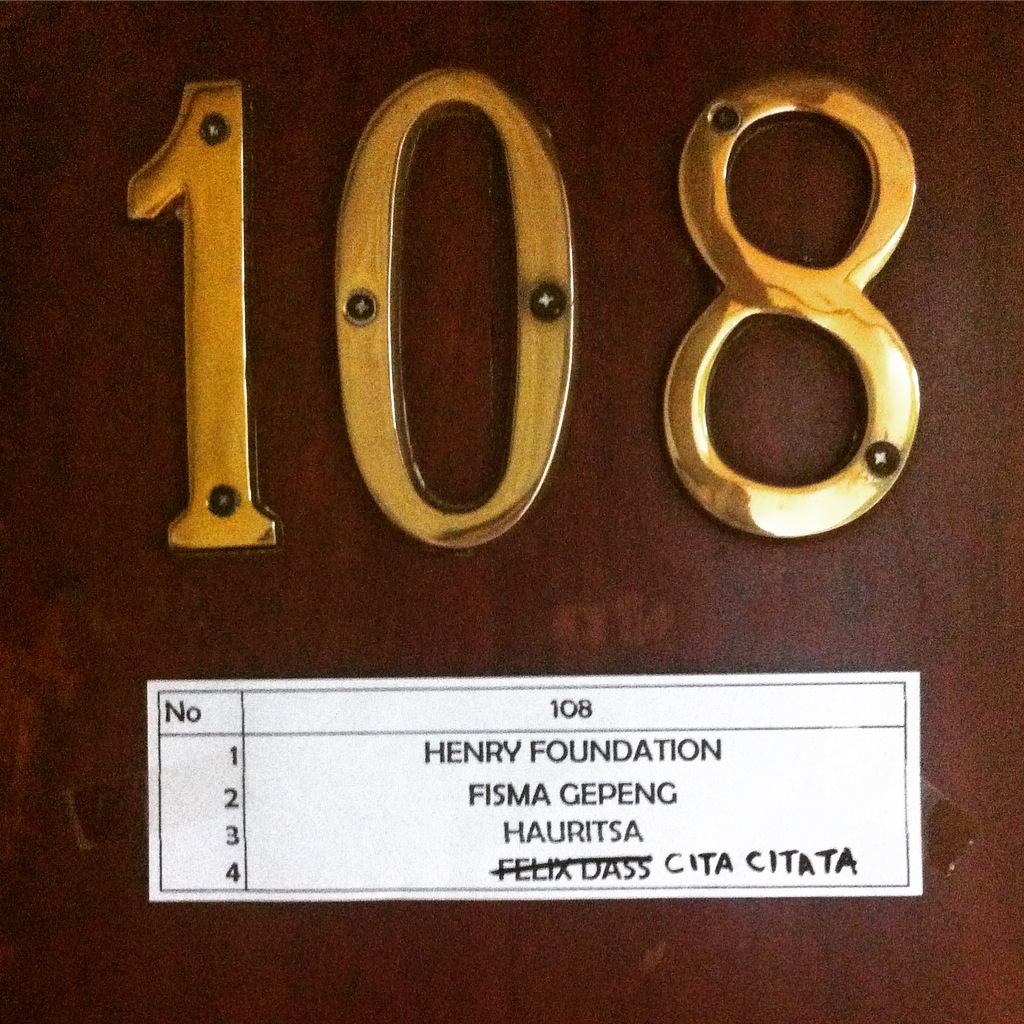 108
No 108
1 HENRY FOUNDATION
2 FISMA GEPENG
3 HAURITSA
4 FELIX DASS CITA CITATA